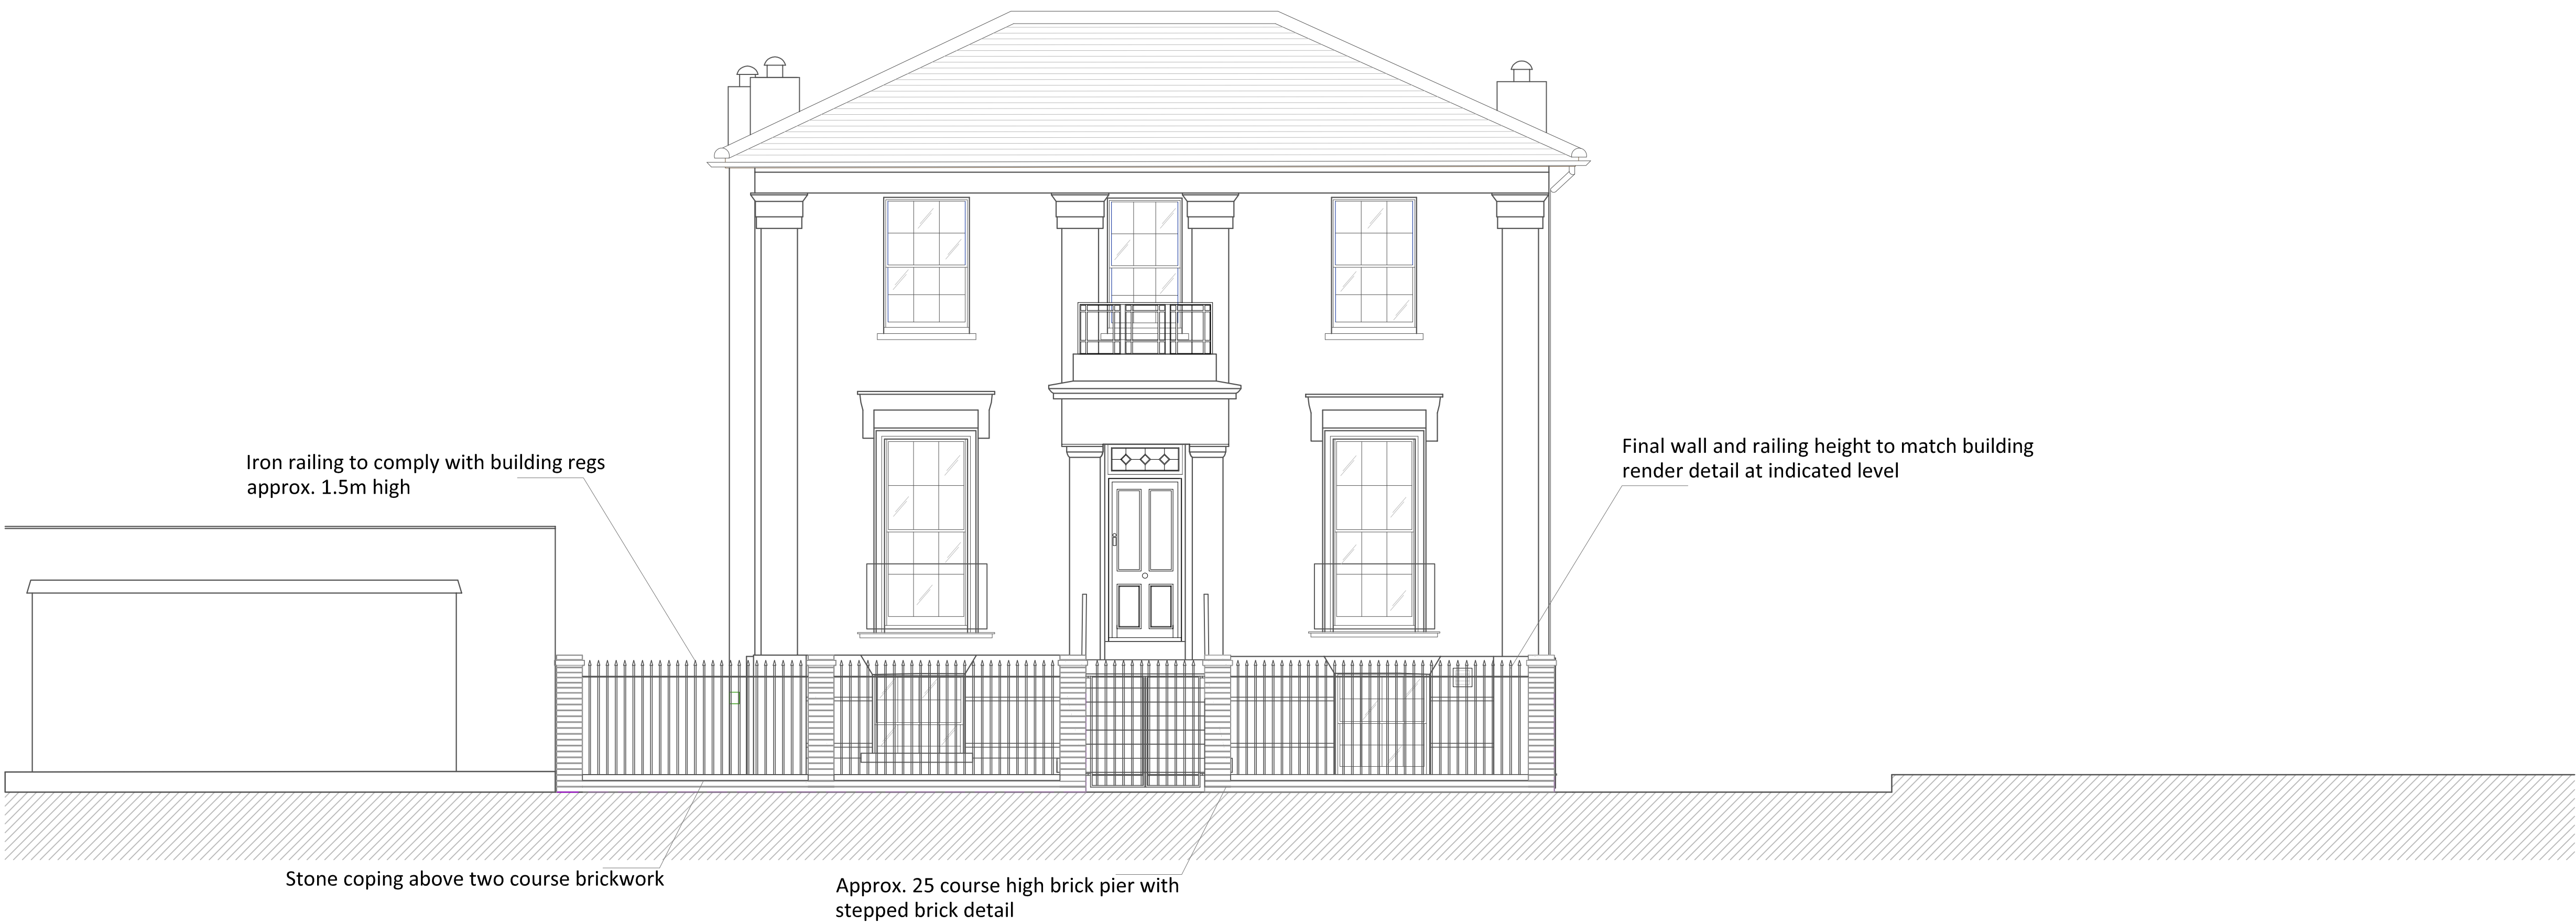 Iron railing to comply with building regs
approx. 1.5m high
Final wall and railing height to match building
render detail at indicated level
Stone coping above two course brickwork
Approx. 25 course high brick pier with
stepped brick detail